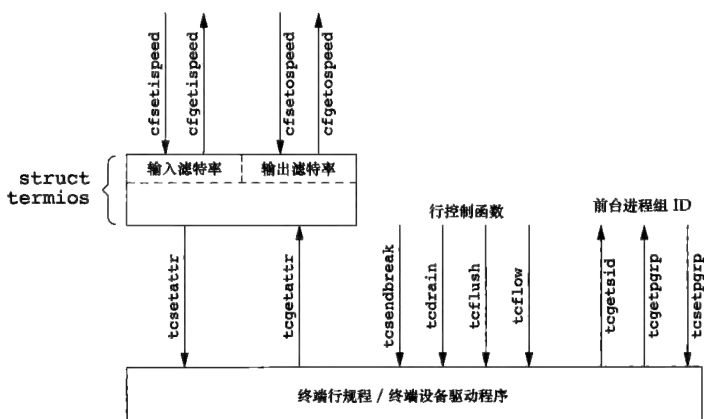 cfsetispeed
cfgetispeed
cfsetospeed
cfgetospeed
struct
termios
输入滤特率
输出滤特率
行控制函数
前台进程组 ID
tcsetattr
tcgetattr
tcsendbreak
tcdrain
tcflush
tcflow
tcgetsid
tcgetpgrp
tcsetpgrp
终端行规程 / 终端设备驱动程序